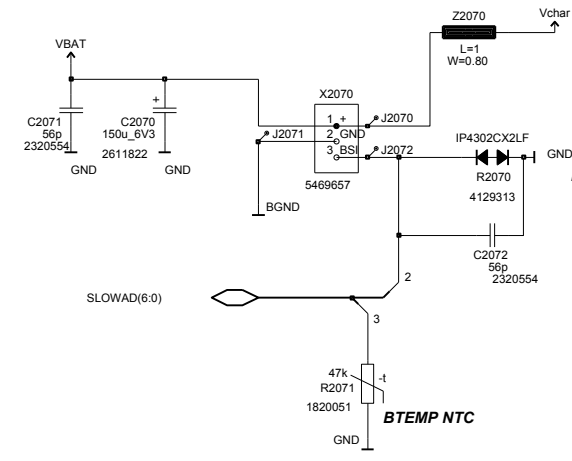 Z2070
Vchar
L=1
W=0.80
VBAT
X2070
C2071
56p
2320554
GND
+
C2070
150u_6V3
2611822
GND
1 +
2 GND
3 BSI
5469657
J2070
J2071
J2072
BGND
IP4302CX2LF
GND
R2070
4129313
C2072
56p
2320554
2
SLOWAD(6:0)
3
47k
-t
R2071
1820051
BTEMP NTC
GND